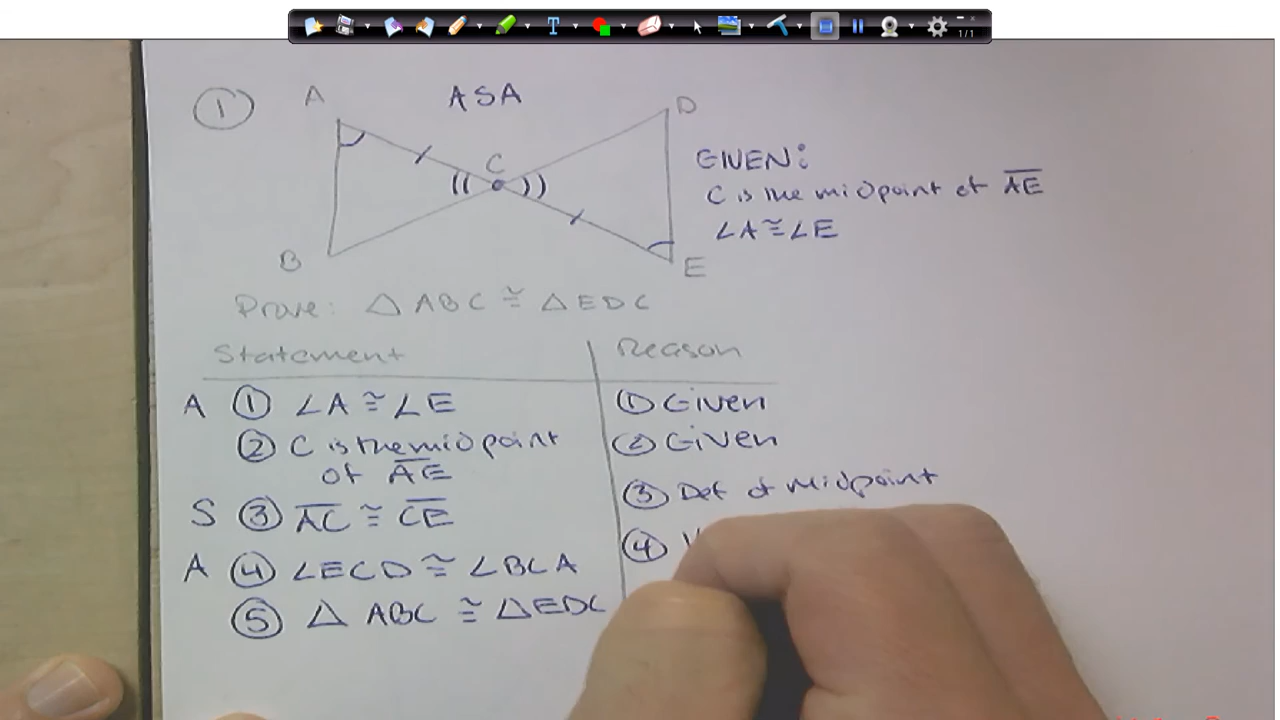 1/1
① A ASA D
C
GIVEN:
C is the midpoint of AE
∠A≅∠E
B E
Prove: △ABC ≅ △EDC
Statement Reason
A ① ∠A≅∠E ① Given
② C is the midpoint ② Given
of AE
S ③ AC ≅ CE ③ Def of Midpoint
A ④ ∠ECD ≅ ∠BCA ④ V
⑤ △ ABC ≅ △EDC